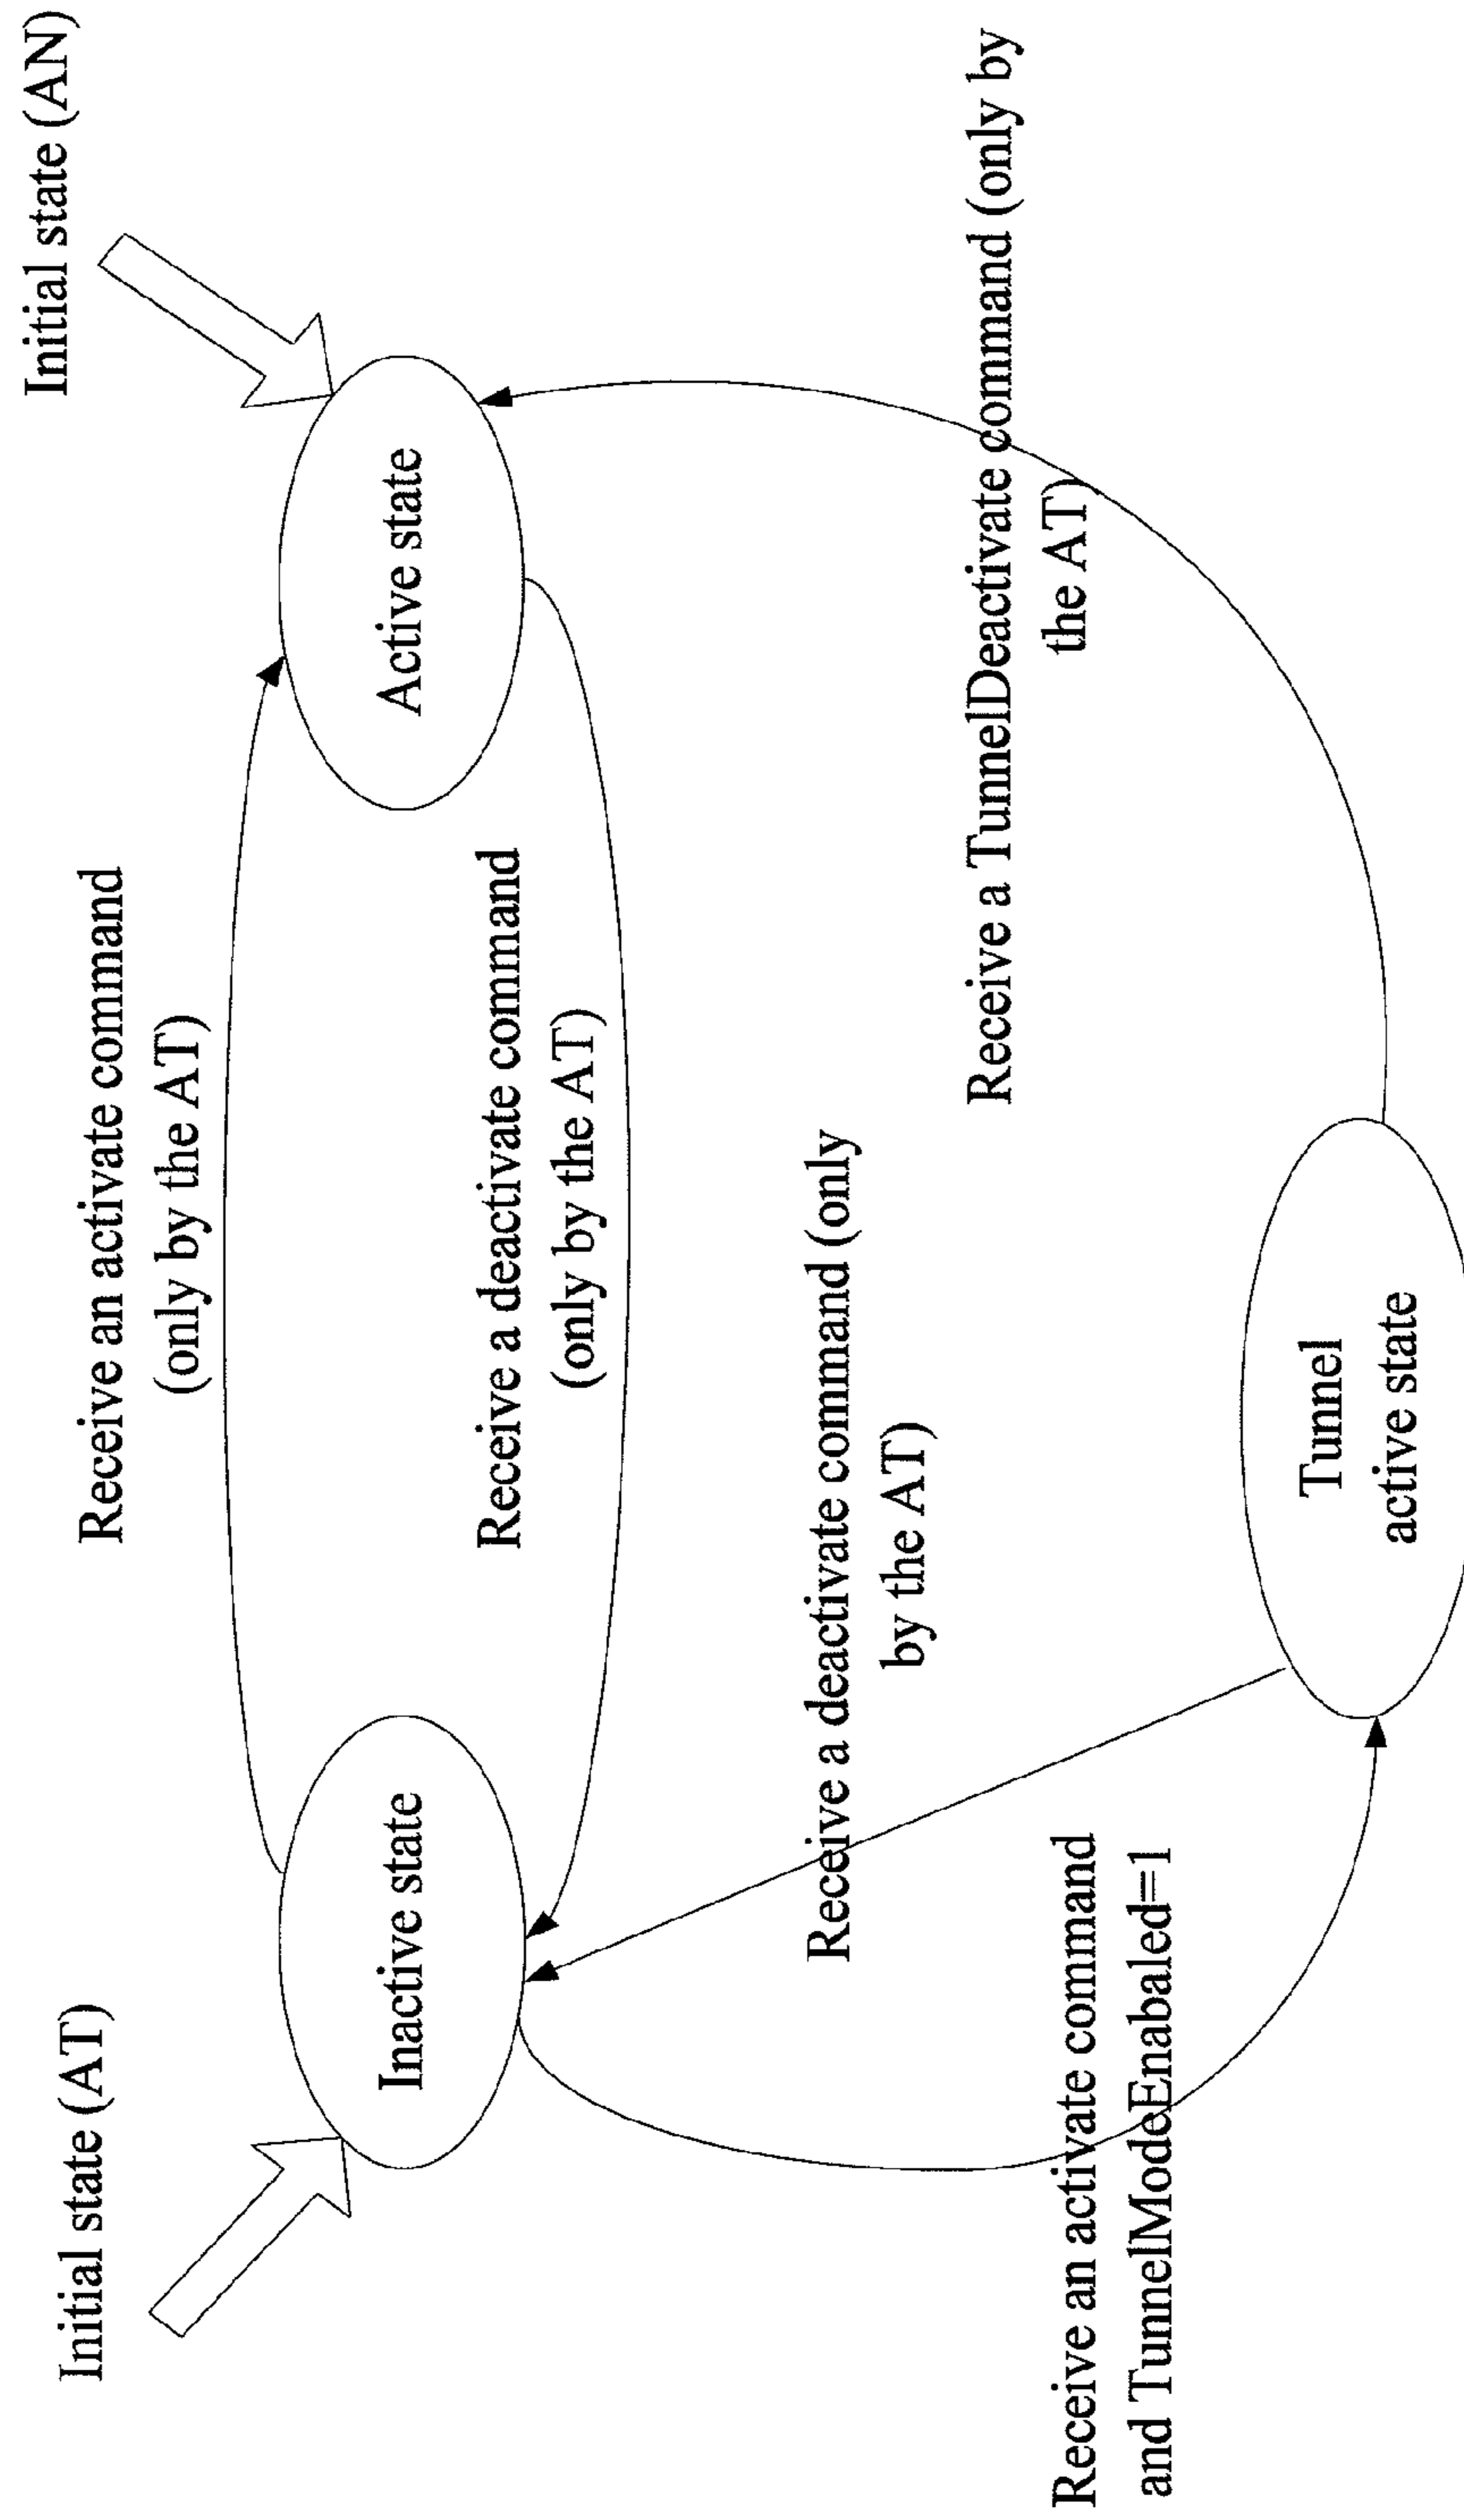 Initial state (AT)
Initial state (AN)
Receive an activate command
(only by the AT)
Inactive state
Active state
Receive a deactivate command
(only by the AT)
Receive a deactivate command (only
by the AT)
Receive a TunnelDeactivate command (only by
the AT)
Receive an activate command
and TunnelModeEnabaled=1
Tunnel
active state